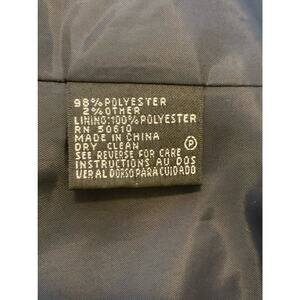 98% POLYESTER
2% OTHER
LINING:100% POLYESTER
RN 50610
MADE IN CHINA
DRY CLEAN P
SEE REVERSE FOR CARE
INSTRUCTIONS AU DOS
VER AL DORSO PARA CUIDADO